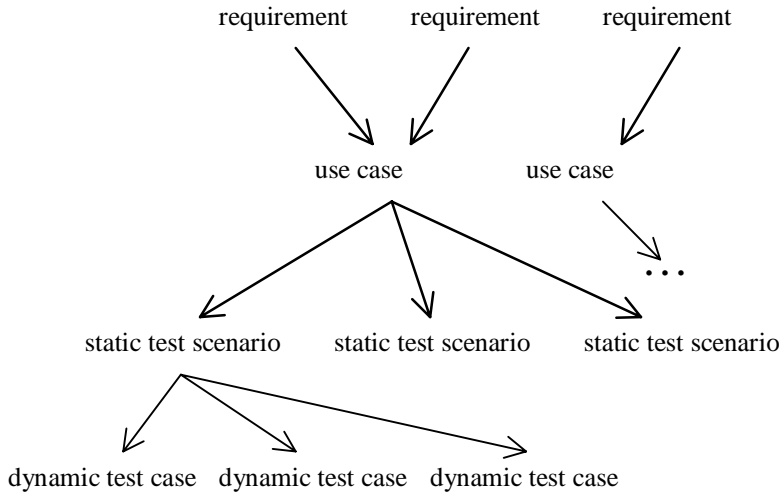 requirement requirement requirement
use case use case
...
static test scenario static test scenario static test scenario
dynamic test case dynamic test case dynamic test case